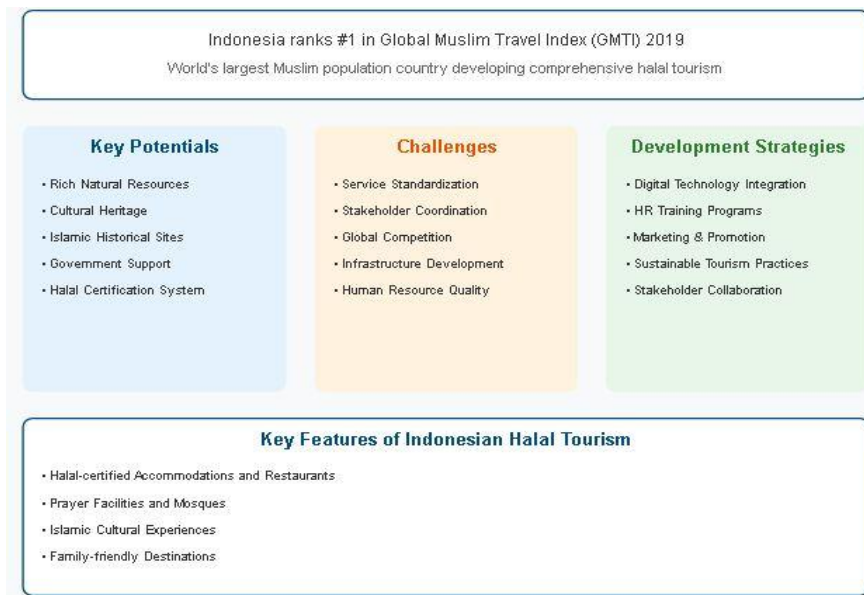 Indonesia ranks #1 in Global Muslim Travel Index (GMTI) 2019
World's largest Muslim population country developing comprehensive halal tourism
Key Potentials
• Rich Natural Resources
• Cultural Heritage
• Islamic Historical Sites
• Government Support
• Halal Certification System
Challenges
• Service Standardization
• Stakeholder Coordination
• Global Competition
• Infrastructure Development
• Human Resource Quality
Development Strategies
• Digital Technology Integration
• HR Training Programs
• Marketing & Promotion
• Sustainable Tourism Practices
• Stakeholder Collaboration
Key Features of Indonesian Halal Tourism
• Halal-certified Accommodations and Restaurants
• Prayer Facilities and Mosques
• Islamic Cultural Experiences
• Family-friendly Destinations